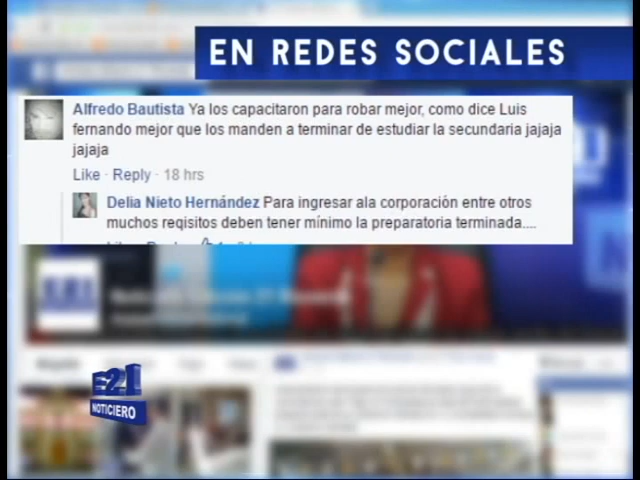 EN REDES SOCIALES
Alfredo Bautista Ya los capacitaron para robar mejor, como dice Luis
fernando mejor que los manden a terminar de estudiar la secundaria jajaja
jajaja
Like · Reply · 18 hrs
Delia Nieto Hernández Para ingresar ala corporación entre otros
muchos reqisitos deben tener mínimo la preparatoria terminada....
E21
NOTICIERO